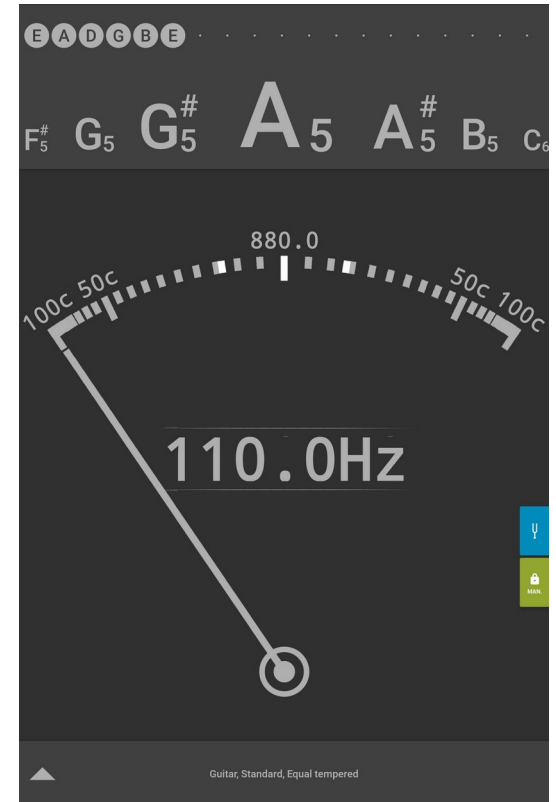 E A D G B E
F#5 G5 G#5 A5 A#5 B5 C6
880.0
100c 50c 50c 100c
110.0Hz
MAN.
Guitar, Standard, Equal tempered